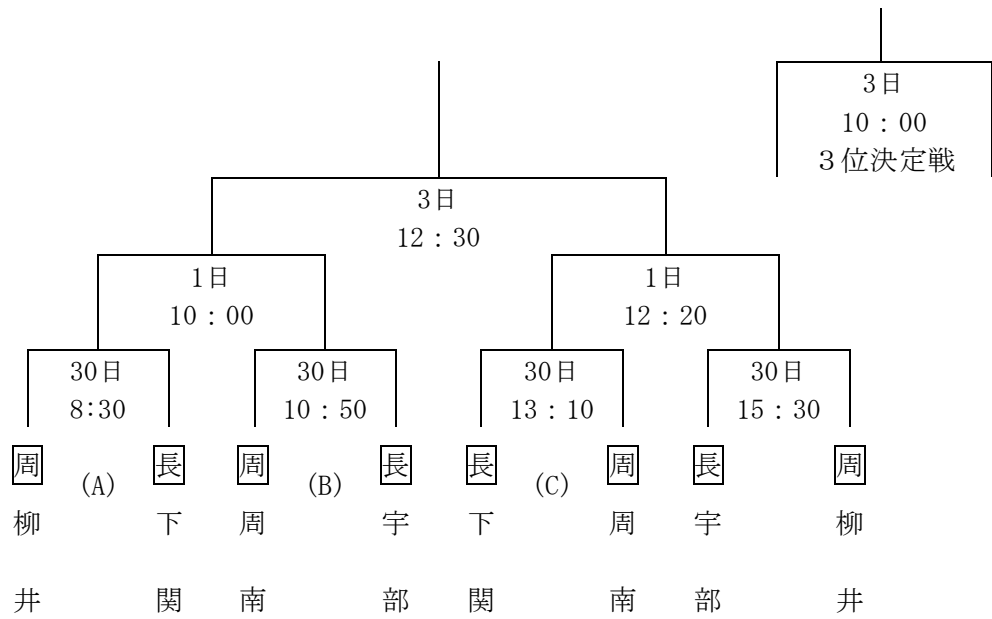 3日
10：00
３位決定戦
3日
12：30
1日
10：00
1日
12：20
30日
8:30
30日
10：50
30日
13：10
30日
15：30
周 (A) 長 周 (B) 長 長 (C) 周 長 周
柳井 下関 周南 宇部 下関 周南 宇部 柳井